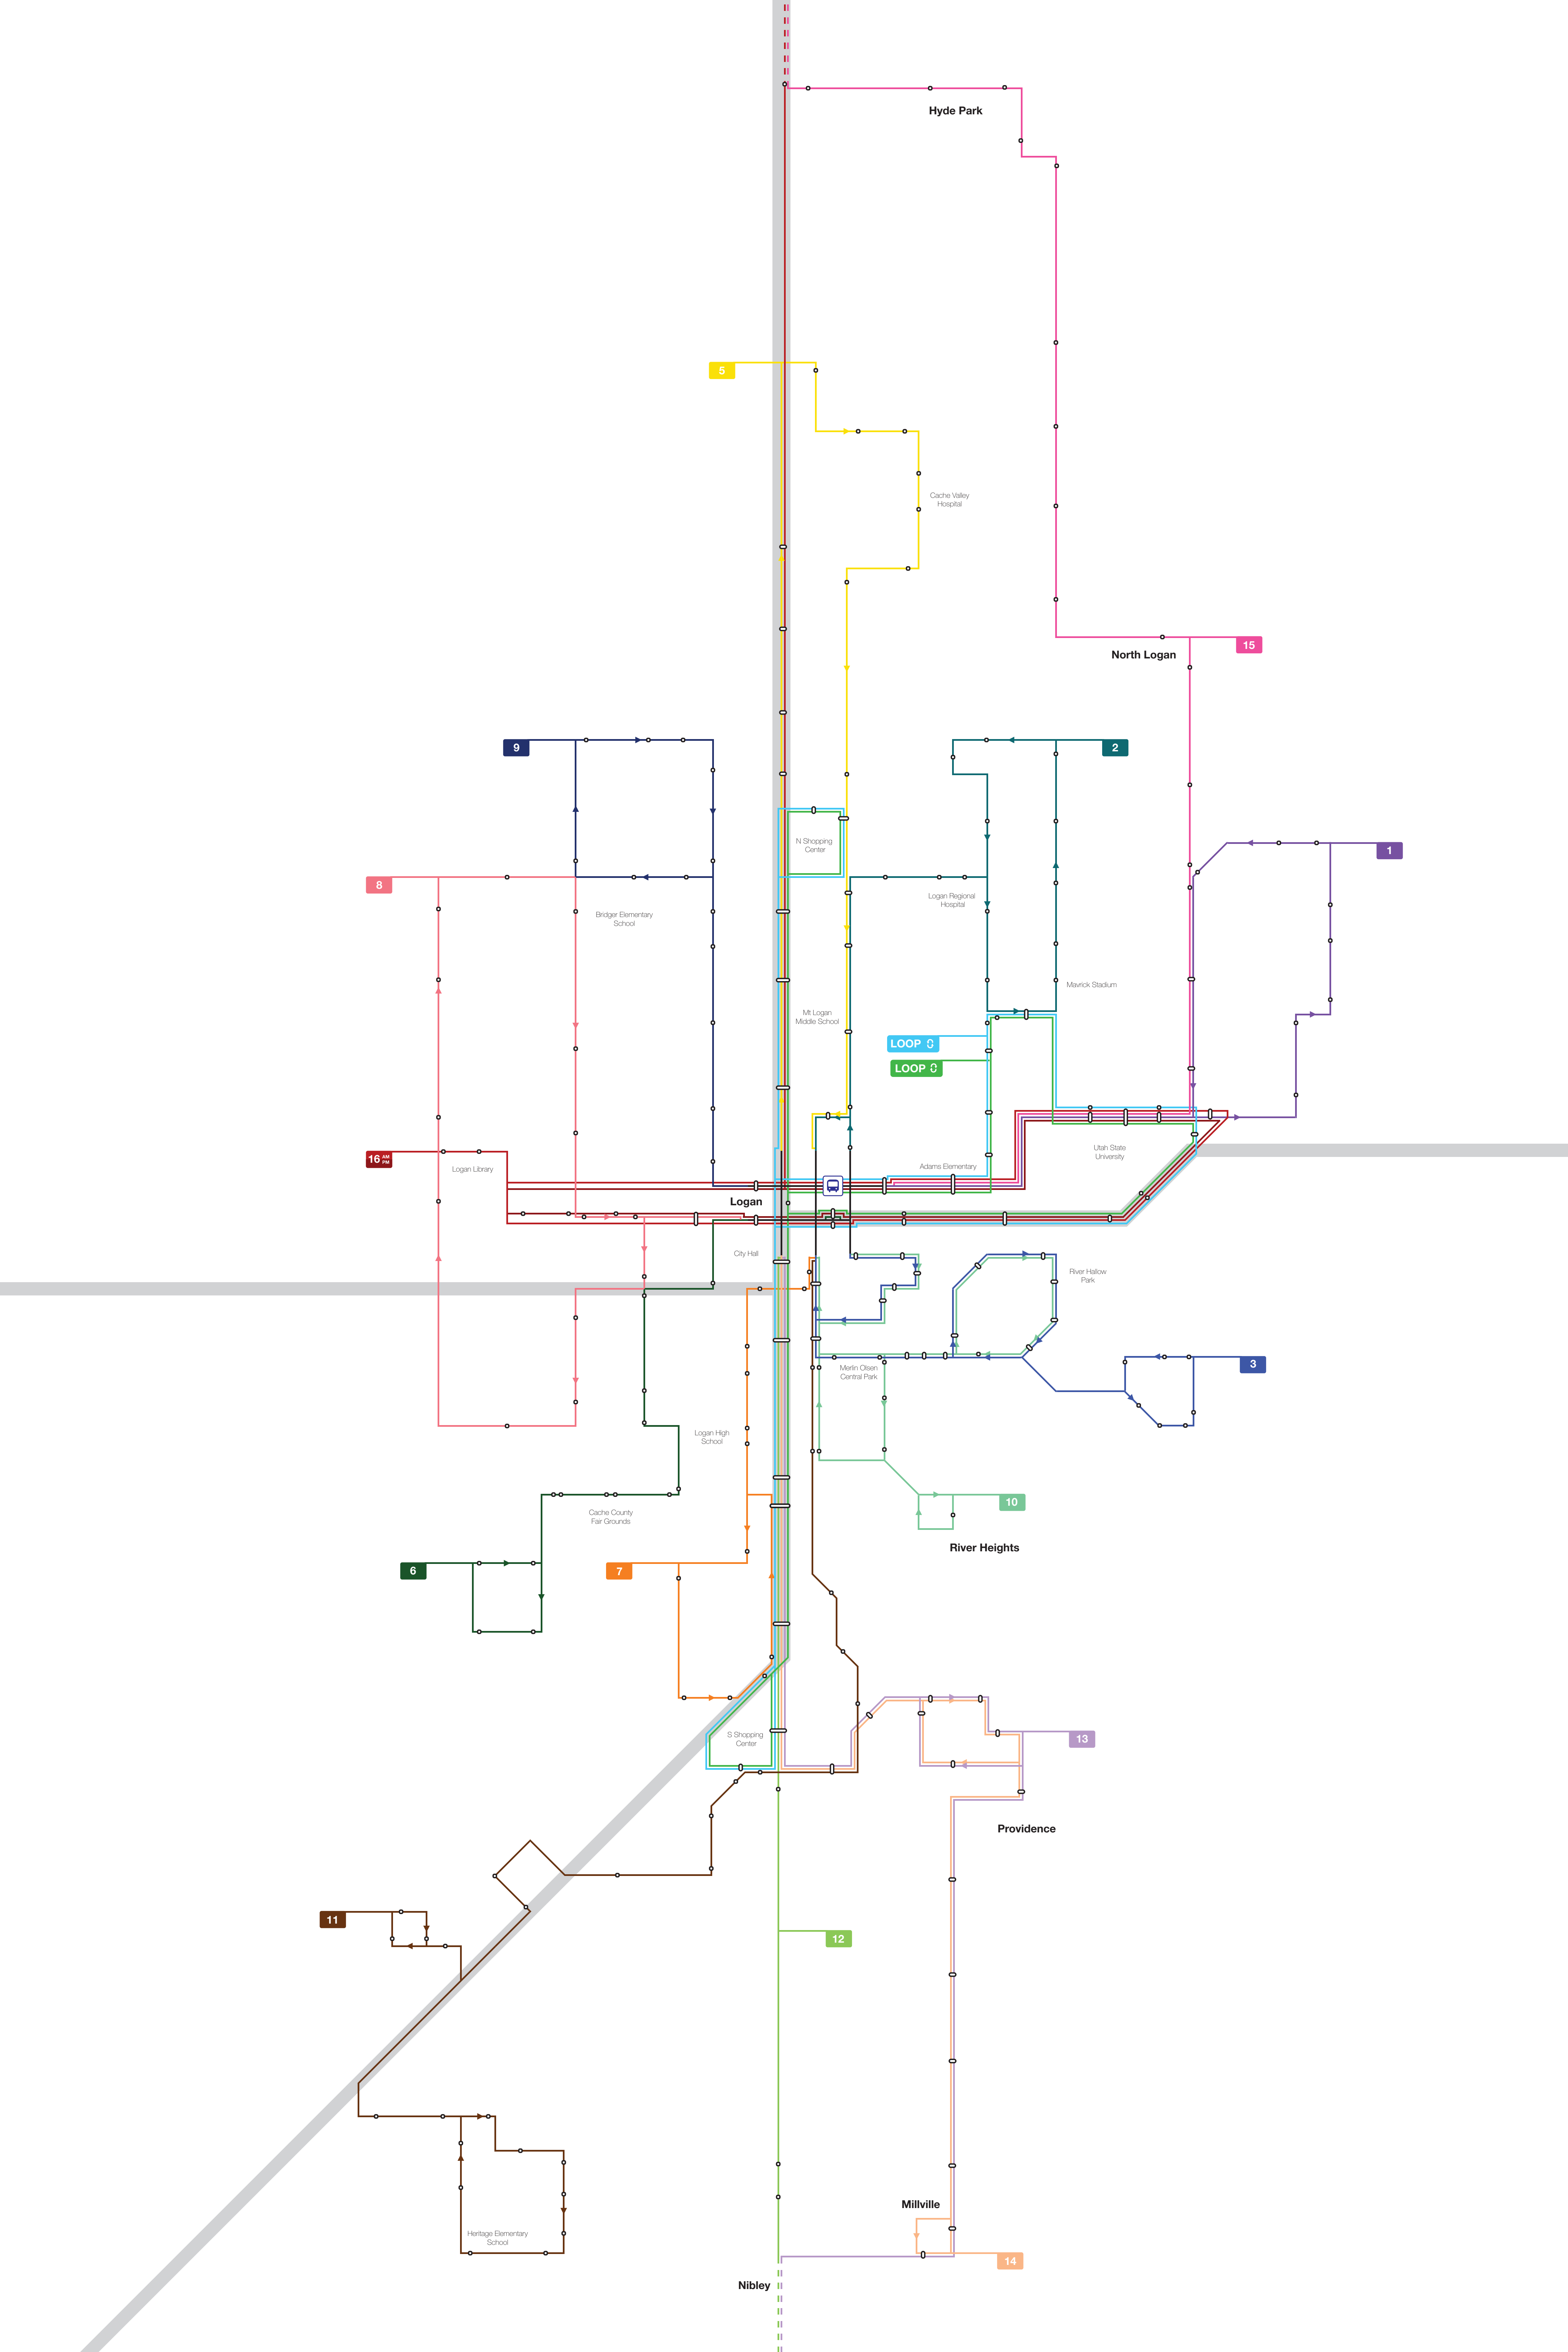 Hyde Park
5
Cache Valley
Hospital
15
North Logan
9
2
N Shopping
Center
1
8
Logan Regional
Hospital
Bridger Elementary
School
Mavrick Stadium
Mt Logan
Middle School
LOOP
LOOP
Utah State
University
16 AM
PM
Logan Library
Adams Elementary
Logan
City Hall
River Hallow
Park
3
Merlin Olsen
Central Park
Logan High
School
10
Cache County
Fair Grounds
River Heights
6
7
S Shopping
Center
13
Providence
11
12
Millville
Heritage Elementary
School
14
Nibley